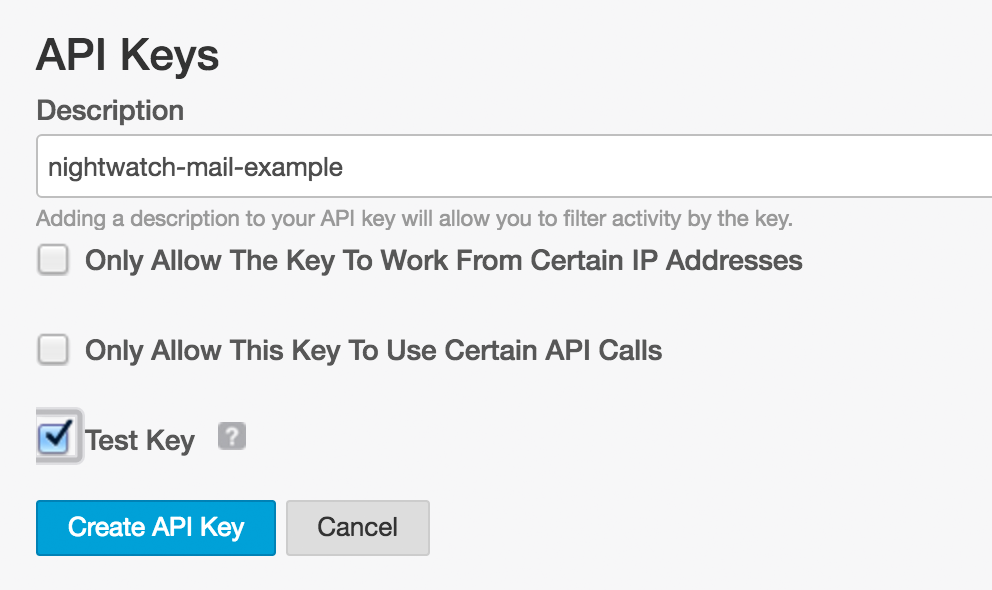 API Keys
Description
nightwatch-mail-example
Adding a description to your API key will allow you to filter activity by the key.
Only Allow The Key To Work From Certain IP Addresses
Only Allow This Key To Use Certain API Calls
Test Key ?
Create API Key Cancel